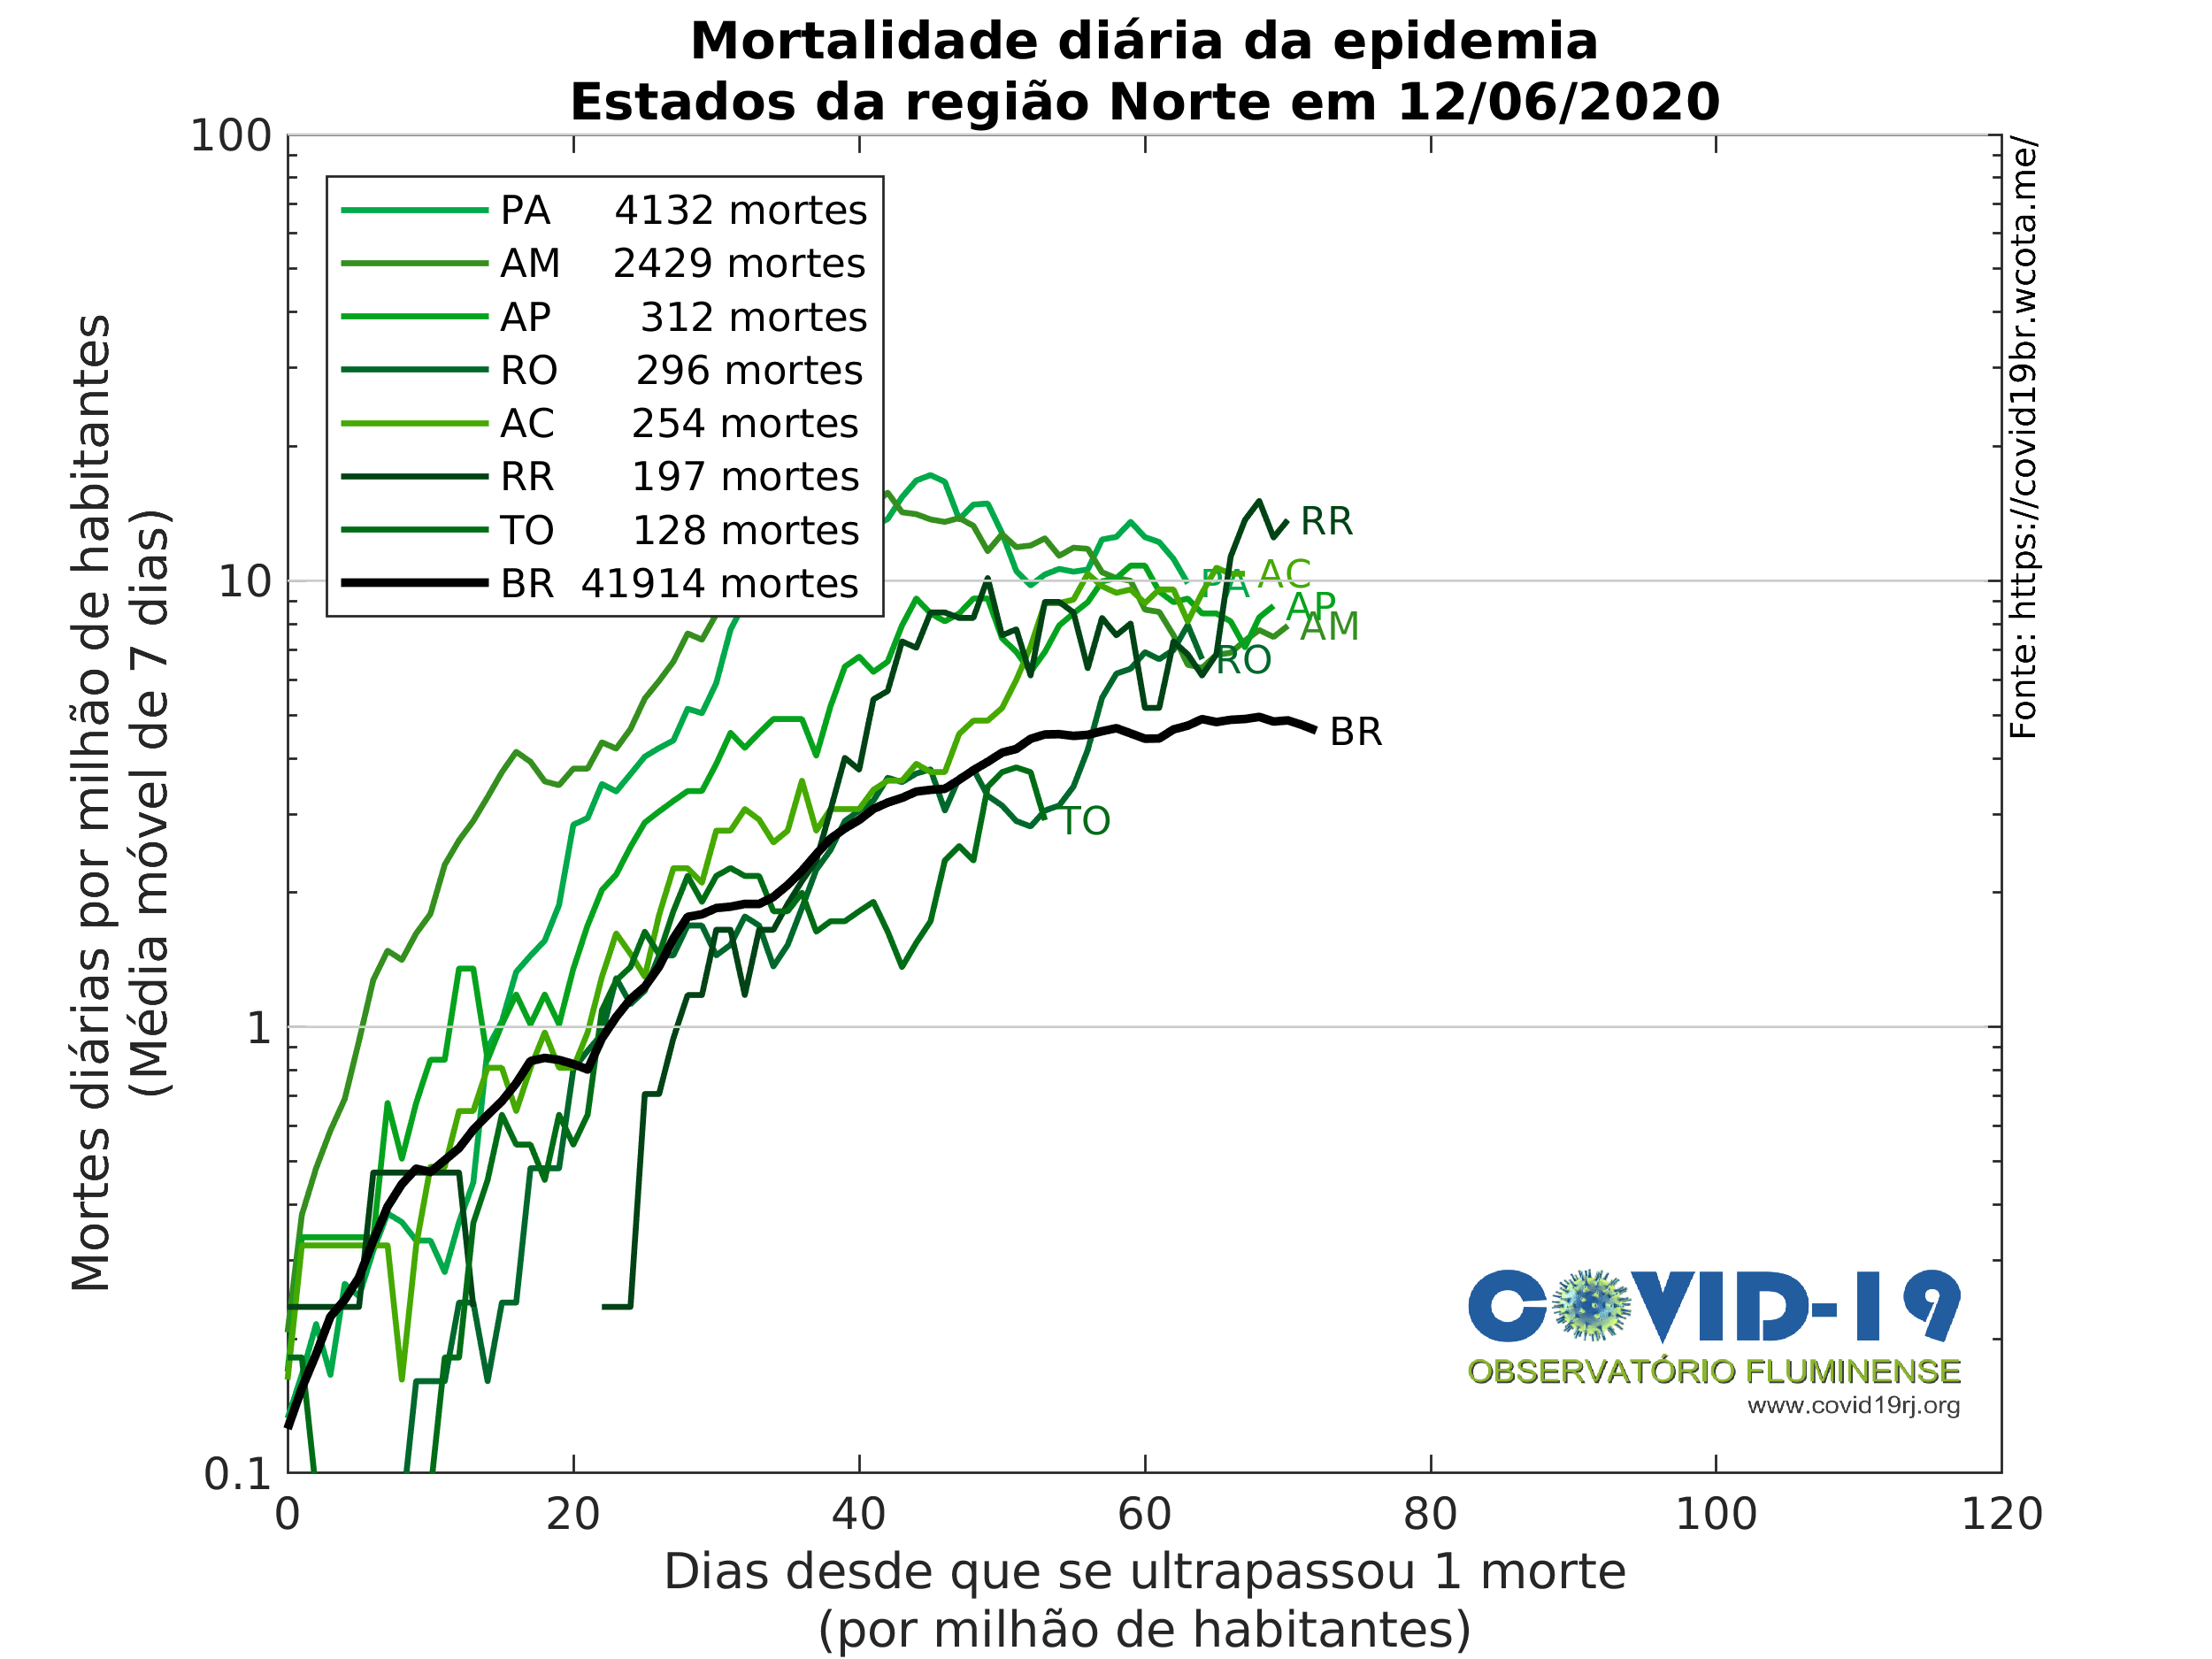 Mortalidade diária da epidemia
Estados da região Norte em 12/06/2020
Mortes diárias por milhão de habitantes
(Média móvel de 7 dias)
100
10
1
0.1
PA 4132 mortes
AM 2429 mortes
AP 312 mortes
RO 296 mortes
AC 254 mortes
RR 197 mortes
TO 128 mortes
BR 41914 mortes
RR
AC
PA
AP
AM
RO
BR
TO
Fonte: https://covid19br.wcota.me/
COVID-19
OBSERVATÓRIO FLUMINENSE
www.covid19rj.org
0 20 40 60 80 100 120
Dias desde que se ultrapassou 1 morte
(por milhão de habitantes)